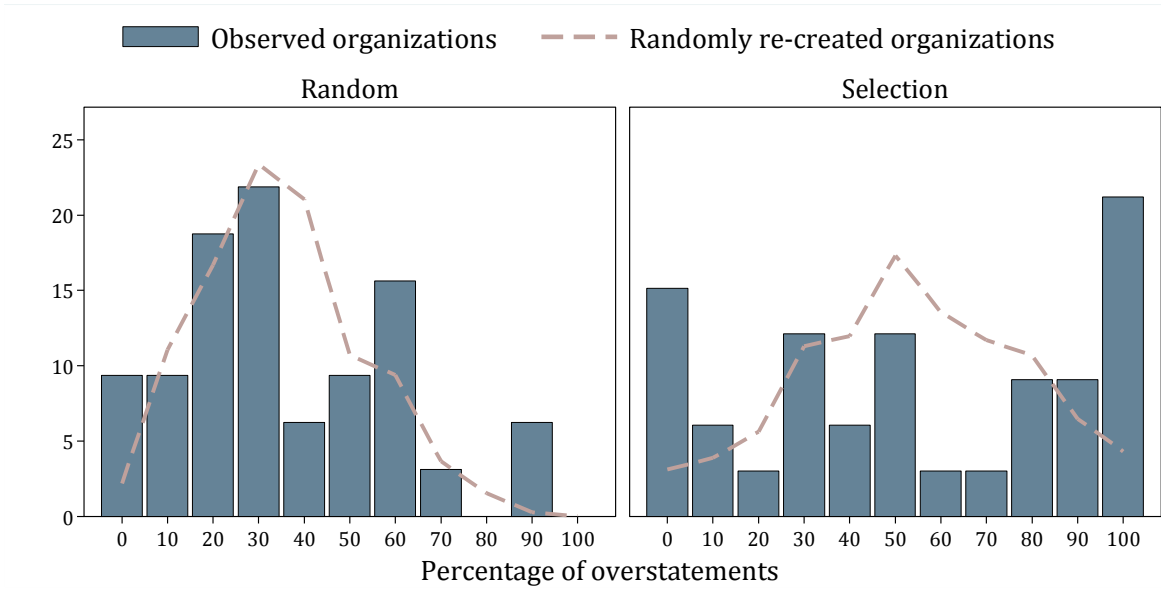 Observed organizations Randomly re-created organizations
Random Selection
25
20
15
10
5
0
0 10 20 30 40 50 60 70 80 90 100 0 10 20 30 40 50 60 70 80 90 100
Percentage of overstatements